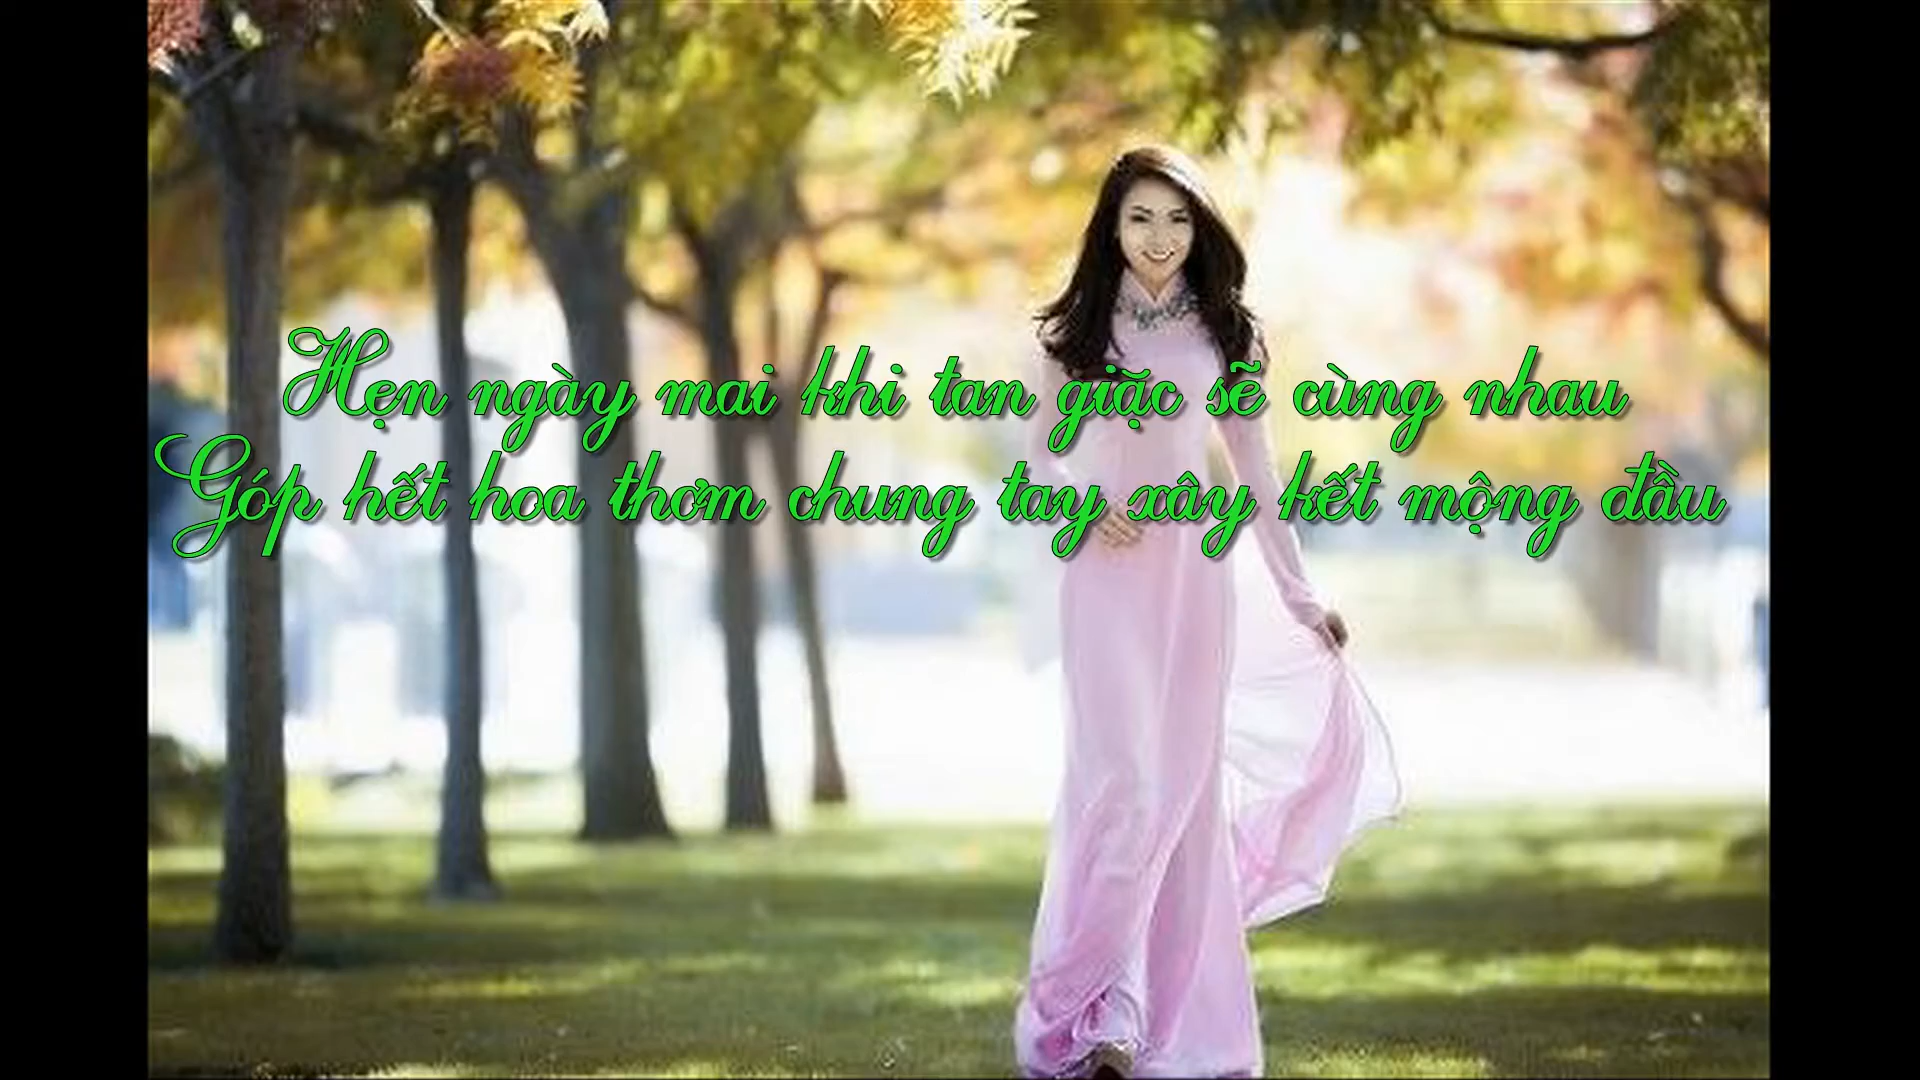 Hẹn ngày mai khi tan giặc sẽ cùng nhau
Góp hết hoa thơm chung tay xây kết mộng đầu